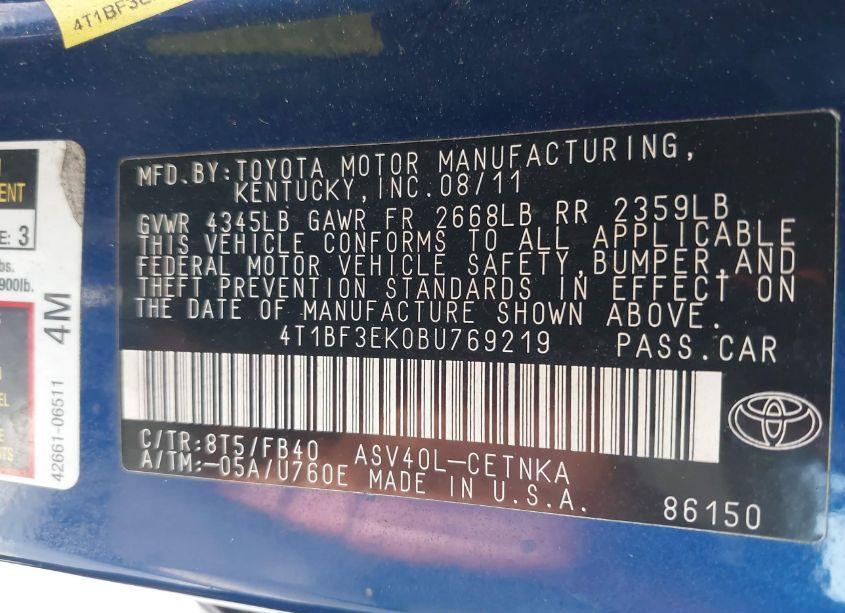 4T1BF3E
MFD.BY:TOYOTA MOTOR MANUFACTURING,
KENTUCKY,INC.08/11
GVWR 4345LB GAWR FR 2668LB RR 2359LB
THIS VEHICLE CONFORMS TO ALL APPLICABLE
FEDERAL MOTOR VEHICLE SAFETY,BUMPER,AND
THEFT PREVENTION STANDARDS IN EFFECT ON
THE DATE OF MANUFACTURE SHOWN ABOVE.
4T1BF3EK0BU769219 PASS.CAR
C/TR:8T5/FB40 ASV40L-CETNKA
A/TM:-05A/U760E MADE IN U.S.A.
86150
: 3
900lb.
4M
42661-06511